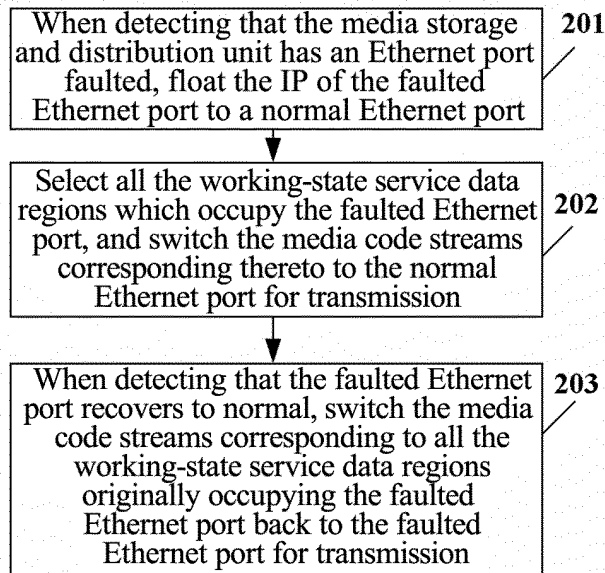 When detecting that the media storage
and distribution unit has an Ethernet port
faulted, float the IP of the faulted
Ethernet port to a normal Ethernet port
201
Select all the working-state service data
regions which occupy the faulted Ethernet
port, and switch the media code streams
corresponding thereto to the normal
Ethernet port for transmission
202
When detecting that the faulted Ethernet
port recovers to normal, switch the media
code streams corresponding to all the
working-state service data regions
originally occupying the faulted
Ethernet port back to the faulted
Ethernet port for transmission
203